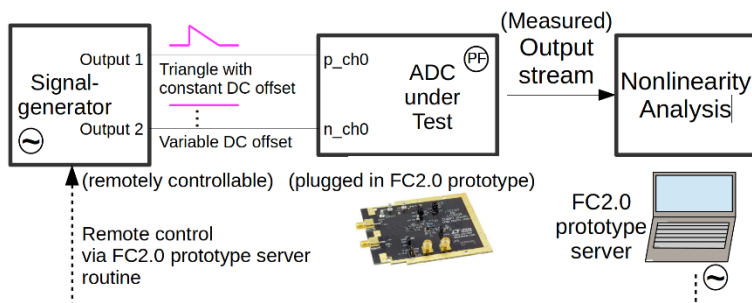 (Measured)
Output
stream
Output 1
p_ch0
PF
Signal-
generator
Triangle with
constant DC offset
ADC
under
Test
Nonlinearity
Analysis
Output 2
n_ch0
Variable DC offset
(remotely controllable)
(plugged in FC2.0 prototype)
FC2.0
prototype
server
Remote control
via FC2.0 prototype server
routine